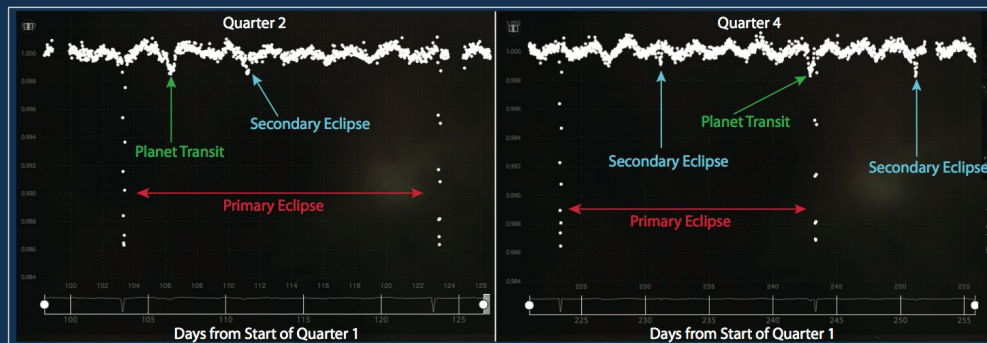 Quarter 2
1.000
0.998
0.996
0.994
0.992
0.990
0.988
0.986
0.984
Secondary Eclipse
Planet Transit
Primary Eclipse
100 102 104 106 108 110 112 114 116 118 120 122 124 126
100 105 110 115 120 125
Days from Start of Quarter 1
Quarter 4
1.002
1.000
0.998
0.996
0.994
0.992
0.990
0.988
0.986
0.984
Planet Transit
Secondary Eclipse
Secondary Eclipse
Primary Eclipse
225 230 235 240 245 250 255
225 230 235 240 245 250 255
Days from Start of Quarter 1